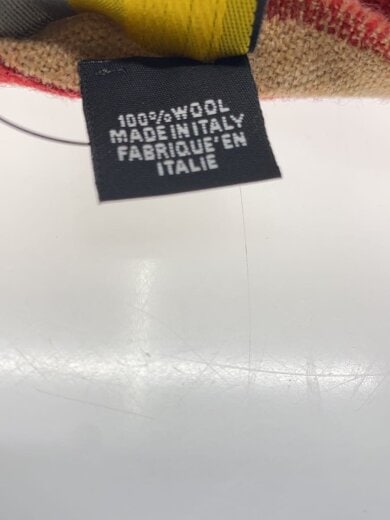 100% WOOL
MADE IN ITALY
FABRIQUE'EN
ITALIE